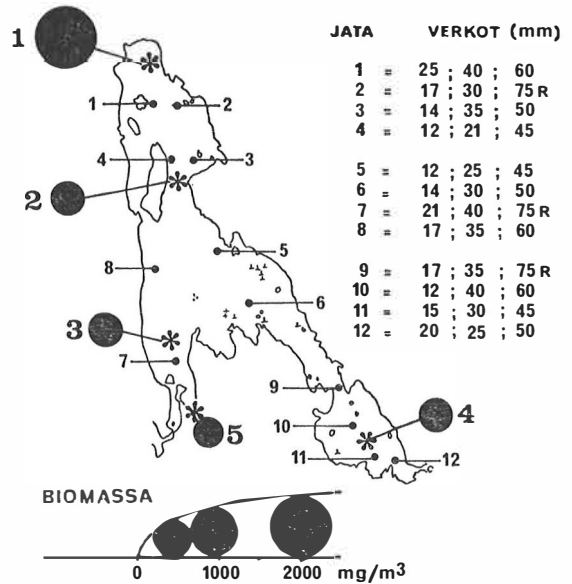 JATA VERKOT (mm)
1 = 25 ; 40 ; 60
2 = 17 ; 30 ; 75 R
3 = 14 ; 35 ; 50
4 = 12 ; 21 ; 45
5 = 12 ; 25 ; 45
6 = 14 ; 30 ; 50
7 = 21 ; 40 ; 75 R
8 = 17 ; 35 ; 60
9 = 17 ; 35 ; 75 R
10 = 12 ; 40 ; 60
11 = 15 ; 30 ; 45
12 = 20 ; 25 ; 50
1
1
2
4
3
2
5
8
6
3
7
9
4
10
5
11
12
BIOMASSA
0 1000 2000 mg/m³